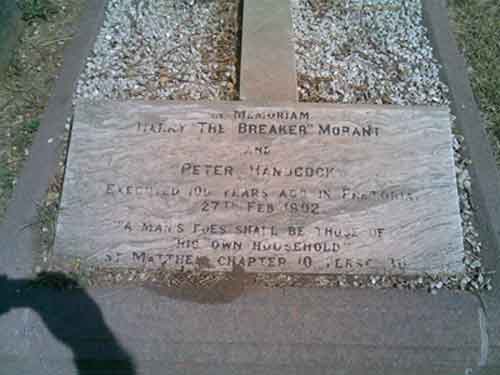 IN MEMORIAM
HARRY "THE BREAKER" MORANT
AND
PETER HANDCOCK
EXECUTED 100 YEARS AGO IN PRETORIA
27TH FEB 1902
"A MAN'S FOES SHALL BE THOSE OF
HIS OWN HOUSEHOLD"
ST MATTHEW CHAPTER 10 VERSE 36